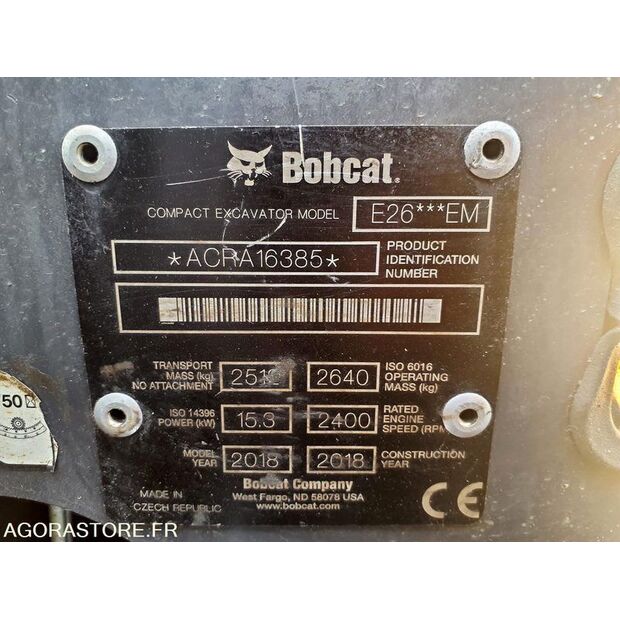 Bobcat®
COMPACT EXCAVATOR MODEL E26***EM
*ACRA16385* PRODUCT IDENTIFICATION NUMBER
TRANSPORT MASS (kg) NO ATTACHMENT 2640 ISO 6016 OPERATING MASS (kg)
ISO 14396 POWER (kW) 15.3 2400 RATED ENGINE SPEED (RPM)
MODEL YEAR 2018 2018 CONSTRUCTION YEAR
Bobcat Company
West Fargo, ND 58078 USA
www.bobcat.com
MADE IN
CZECH REPUBLIC
CE
50
AGORASTORE.FR